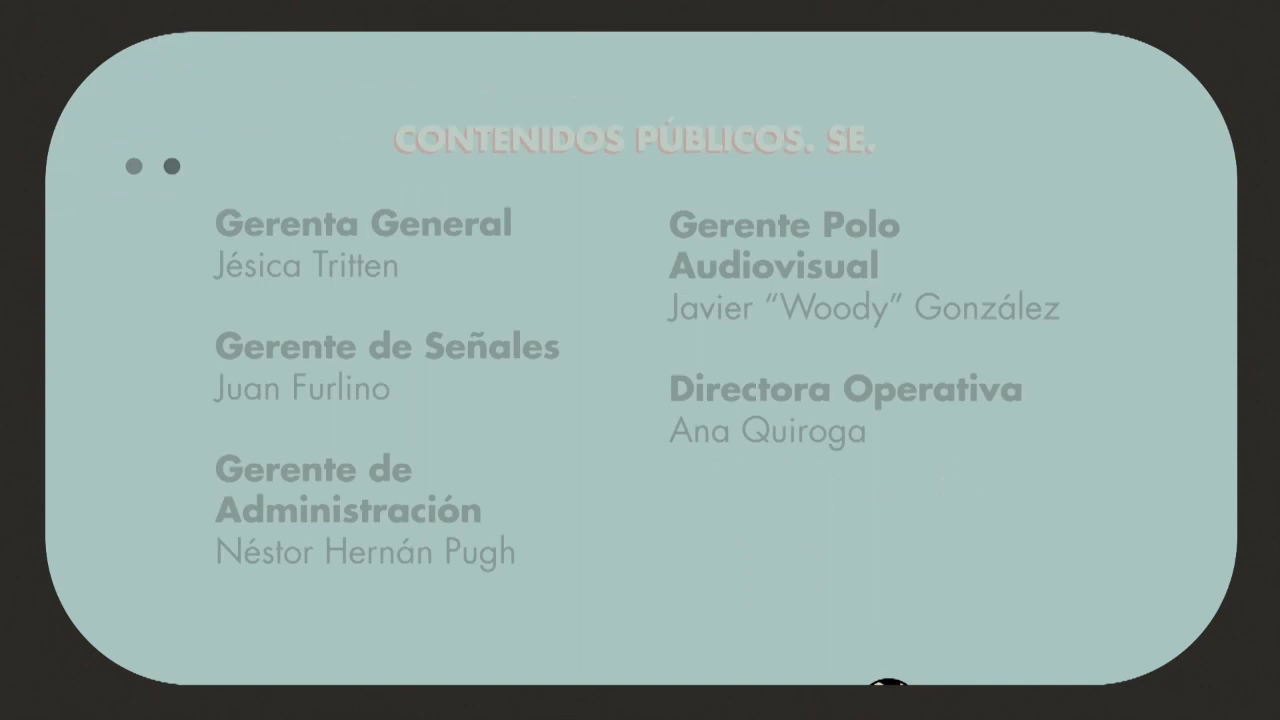 CONTENIDOS PÚBLICOS. SE.
Gerenta General
Jésica Tritten
Gerente de Señales
Juan Furlino
Gerente de
Administración
Néstor Hernán Pugh
Gerente Polo
Audiovisual
Javier “Woody” González
Directora Operativa
Ana Quiroga